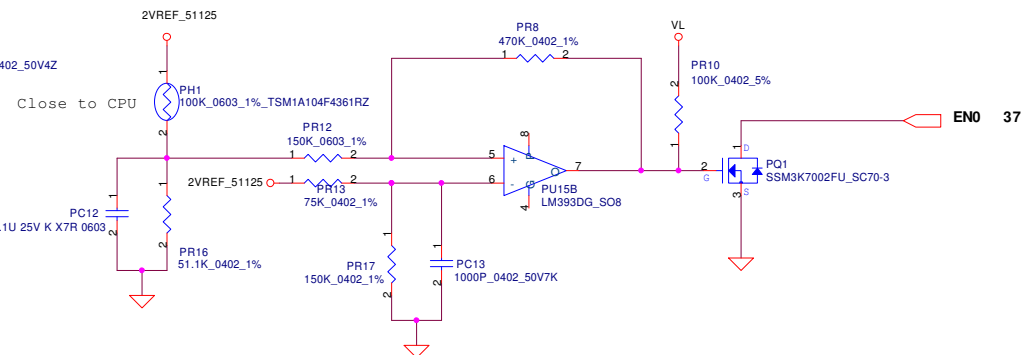 2VREF_51125
402_50V4Z
Close to CPU
1
PH1
100K_0603_1%_TSM1A104F4361RZ
2
PR8
470K_0402_1%
1
2
VL
PR10
100K_0402_5%
2
1
EN0 37
PR12
150K_0603_1%
1
2
2VREF_51125
1
2
PR13
75K_0402_1%
8
5
+
P
6
-
G
O
7
4
PU15B
LM393DG_SO8
2
G
1
D
S
3
PQ1
SSM3K7002FU_SC70-3
1
PC12
.1U 25V K X7R 0603
2
1
2
PR16
51.1K_0402_1%
1
PR17
150K_0402_1%
2
1
PC13
1000P_0402_50V7K
2